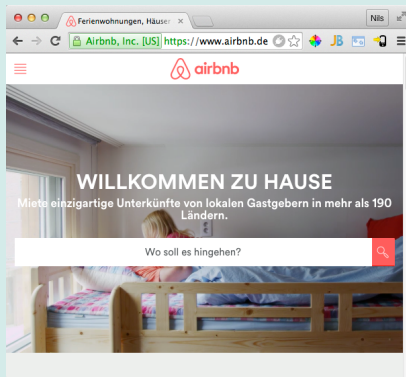 Ferienwohnungen, Häuser
Nils
Airbnb, Inc. [US] https://www.airbnb.de
JB
airbnb
WILLKOMMEN ZU HAUSE
Miete einzigartige Unterkünfte von lokalen Gastgebern in mehr als 190
Ländern.
Wo soll es hingehen?